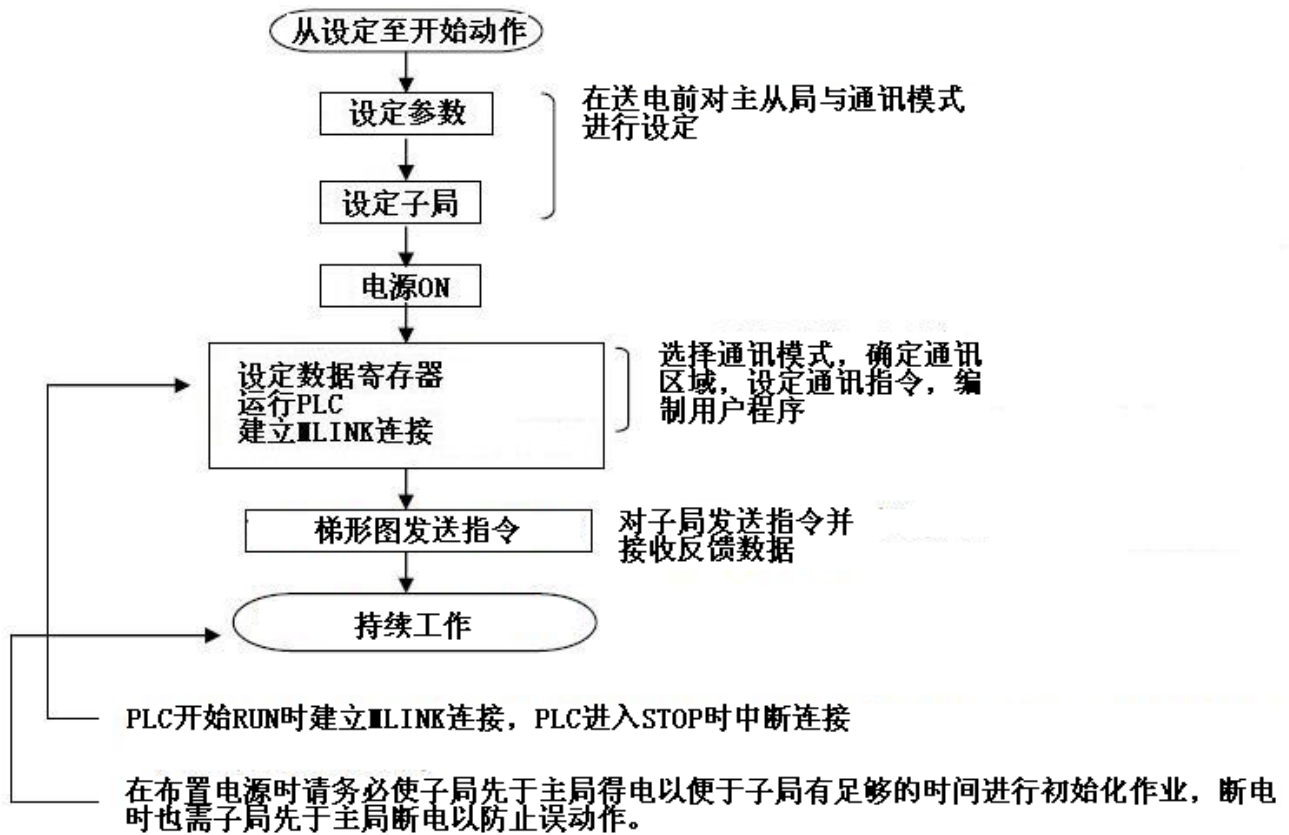 从设定至开始动作
设定参数
在送电前对主从局与通讯模式
进行设定
设定子局
电源ON
设定数据寄存器
运行PLC
建立MLINK连接
选择通讯模式，确定通讯
区域，设定通讯指令，编
制用户程序
梯形图发送指令
对子局发送指令并
接收反馈数据
持续工作
PLC开始RUN时建立MLINK连接，PLC进入STOP时中断连接
在布置电源时请务必使子局先于主局得电以便于子局有足够的时间进行初始化作业，断电
时也需子局先于主局断电以防止误动作。